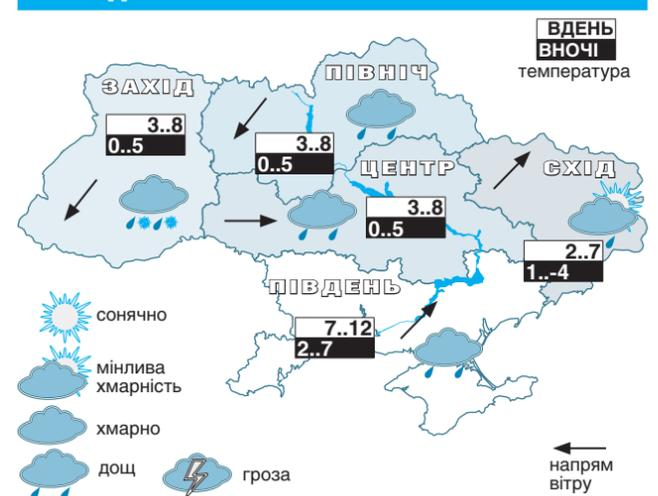 ВДЕНЬ
ВНОЧІ
температура
ПІВНІЧ
ЗАХІД
3..8
0..5
3..8
0..5
ЦЕНТР
СХІД
3..8
0..5
2..7
1..-4
ПІВДЕНЬ
7..12
2..7
сонячно
мінлива
хмарність
хмарно
дощ
гроза
напрям
вітру